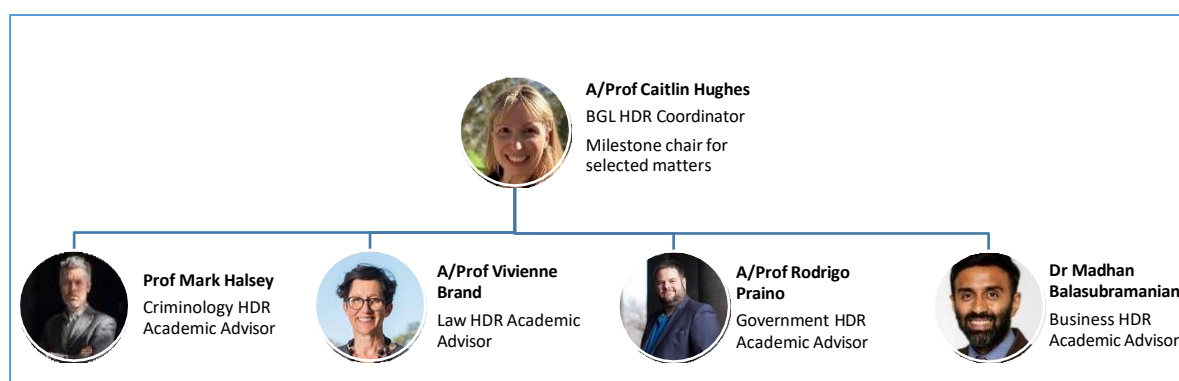 A/Prof Caitlin Hughes
BGL HDR Coordinator
Milestone chair for
selected matters
Prof Mark Halsey
Criminology HDR
Academic Advisor
A/Prof Vivienne
Brand
Law HDR Academic
Advisor
A/Prof Rodrigo
Praino
Government HDR
Academic Advisor
Dr Madhan
Balasubramanian
Business HDR
Academic Advisor